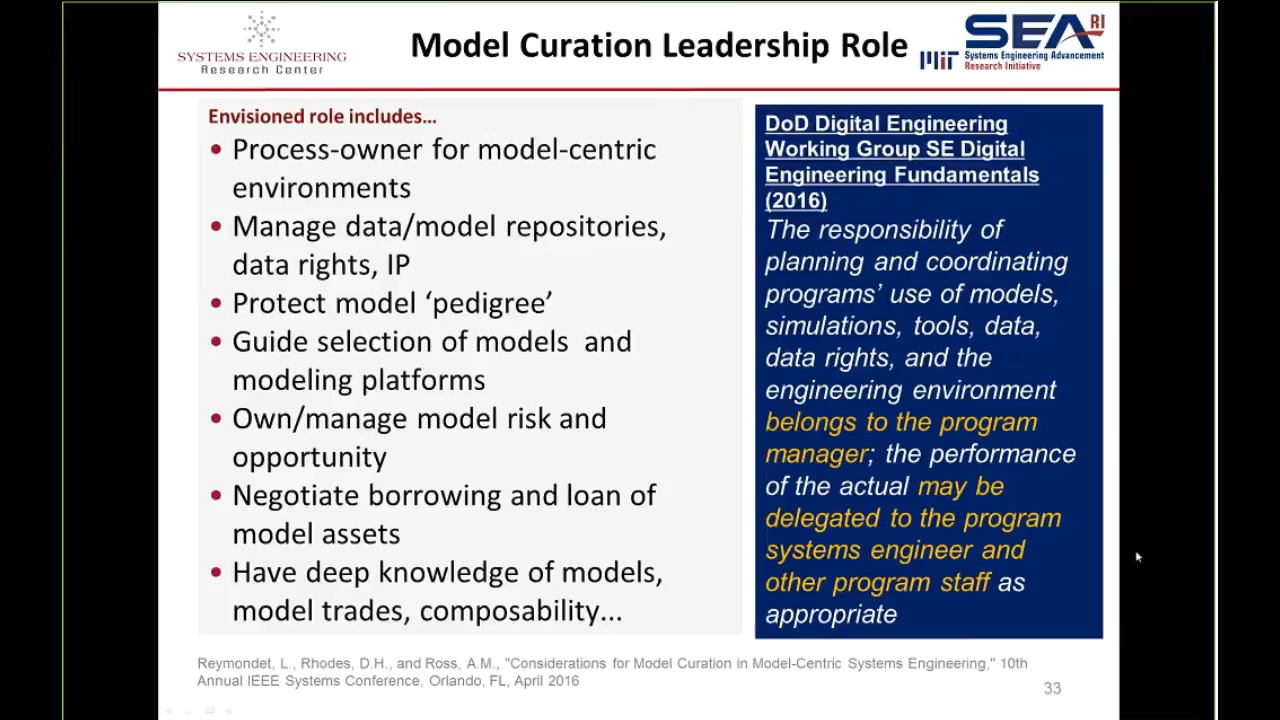 SYSTEMS ENGINEERING
Research Center
Model Curation Leadership Role
MIT
SEARI
Systems Engineering Advancement
Research Initiative
Envisioned role includes…
• Process-owner for model-centric
environments
• Manage data/model repositories,
data rights, IP
• Protect model ‘pedigree’
• Guide selection of models  and
modeling platforms
• Own/manage model risk and
opportunity
• Negotiate borrowing and loan of
model assets
• Have deep knowledge of models,
model trades, composability...
DoD Digital Engineering
Working Group SE Digital
Engineering Fundamentals
(2016)
The responsibility of
planning and coordinating
programs’ use of models,
simulations, tools, data,
data rights, and the
engineering environment
belongs to the program
manager; the performance
of the actual may be
delegated to the program
systems engineer and
other program staff as
appropriate
Reymondet, L., Rhodes, D.H., and Ross, A.M., "Considerations for Model Curation in Model-Centric Systems Engineering," 10th
Annual IEEE Systems Conference, Orlando, FL, April 2016
33